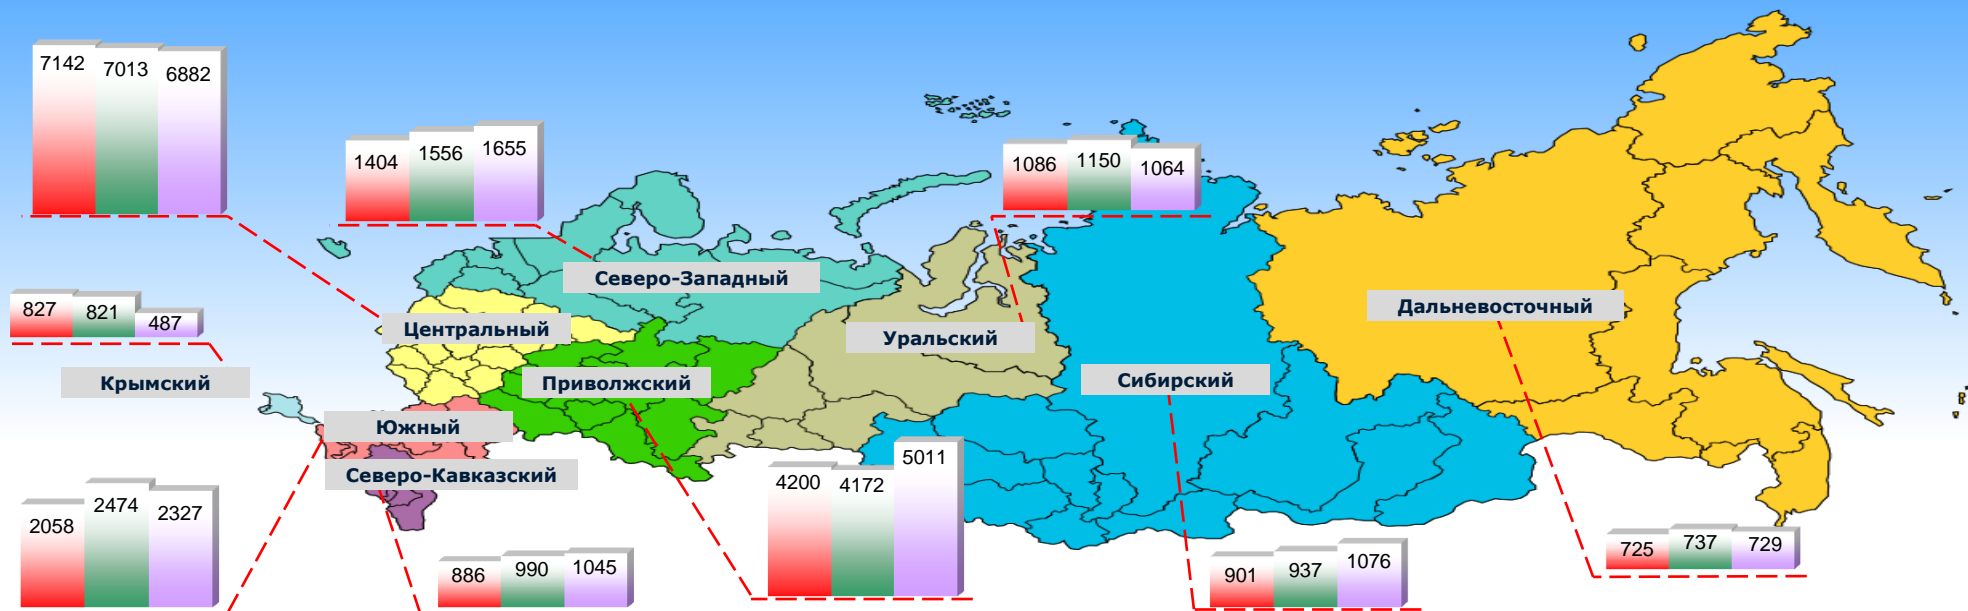 7142 7013 6882
1404 1556 1655
1086 1150 1064
Северо-Западный
827 821 487
Центральный
Дальневосточный
Уральский
Крымский
Приволжский
Сибирский
Южный
Северо-Кавказский
4200 4172 5011
2058 2474 2327
886 990 1045
901 937 1076
725 737 729